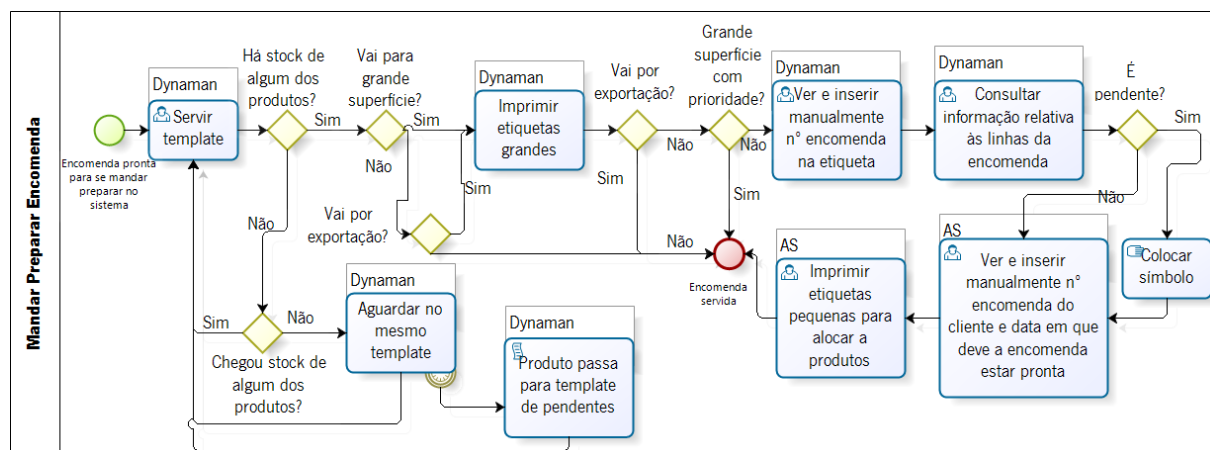 Mandar Preparar Encomenda
Encomenda pronta
para se mandar
preparar no
sistema
Dynaman
Servir
template
Há stock de
algum dos
produtos?
Sim
Não
Vai para
grande
superfície?
Sim
Não
Vai por
exportação?
Sim
Não
Dynaman
Imprimir
etiquetas
grandes
Vai por
exportação?
Não
Sim
Grande
superfície
com
prioridade?
Não
Sim
Dynaman
Ver e inserir
manualmente
nº encomenda
na etiqueta
Dynaman
Consultar
informação relativa
às linhas da
encomenda
É
pendente?
Sim
Não
Colocar
símbolo
AS
Ver e inserir
manualmente nº
encomenda do
cliente e data em que
deve a encomenda
estar pronta
AS
Imprimir
etiquetas
pequenas para
alocar a
produtos
Encomenda
servida
Sim
Não
Chegou stock de
algum dos
produtos?
Dynaman
Aguardar no
mesmo
template
Dynaman
Produto passa
para template
de pendentes